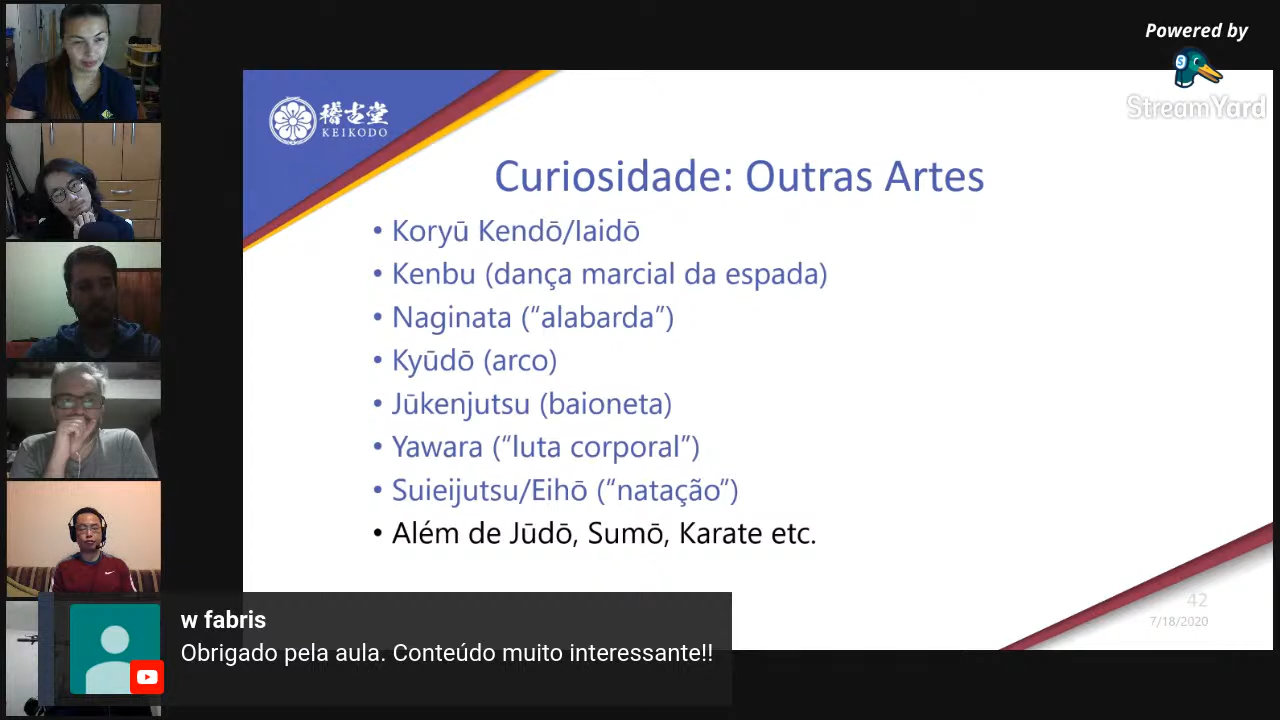 Powered by
StreamYard
稽古堂
KEIKODO
Curiosidade: Outras Artes
• Koryū Kendō/Iaidō
• Kenbu (dança marcial da espada)
• Naginata (“alabarda”)
• Kyūdō (arco)
• Jūkenjutsu (baioneta)
• Yawara (“luta corporal”)
• Suieijutsu/Eihō (“natação”)
• Além de Jūdō, Sumō, Karate etc.
42
7/18/2020
w fabris
Obrigado pela aula. Conteúdo muito interessante!!